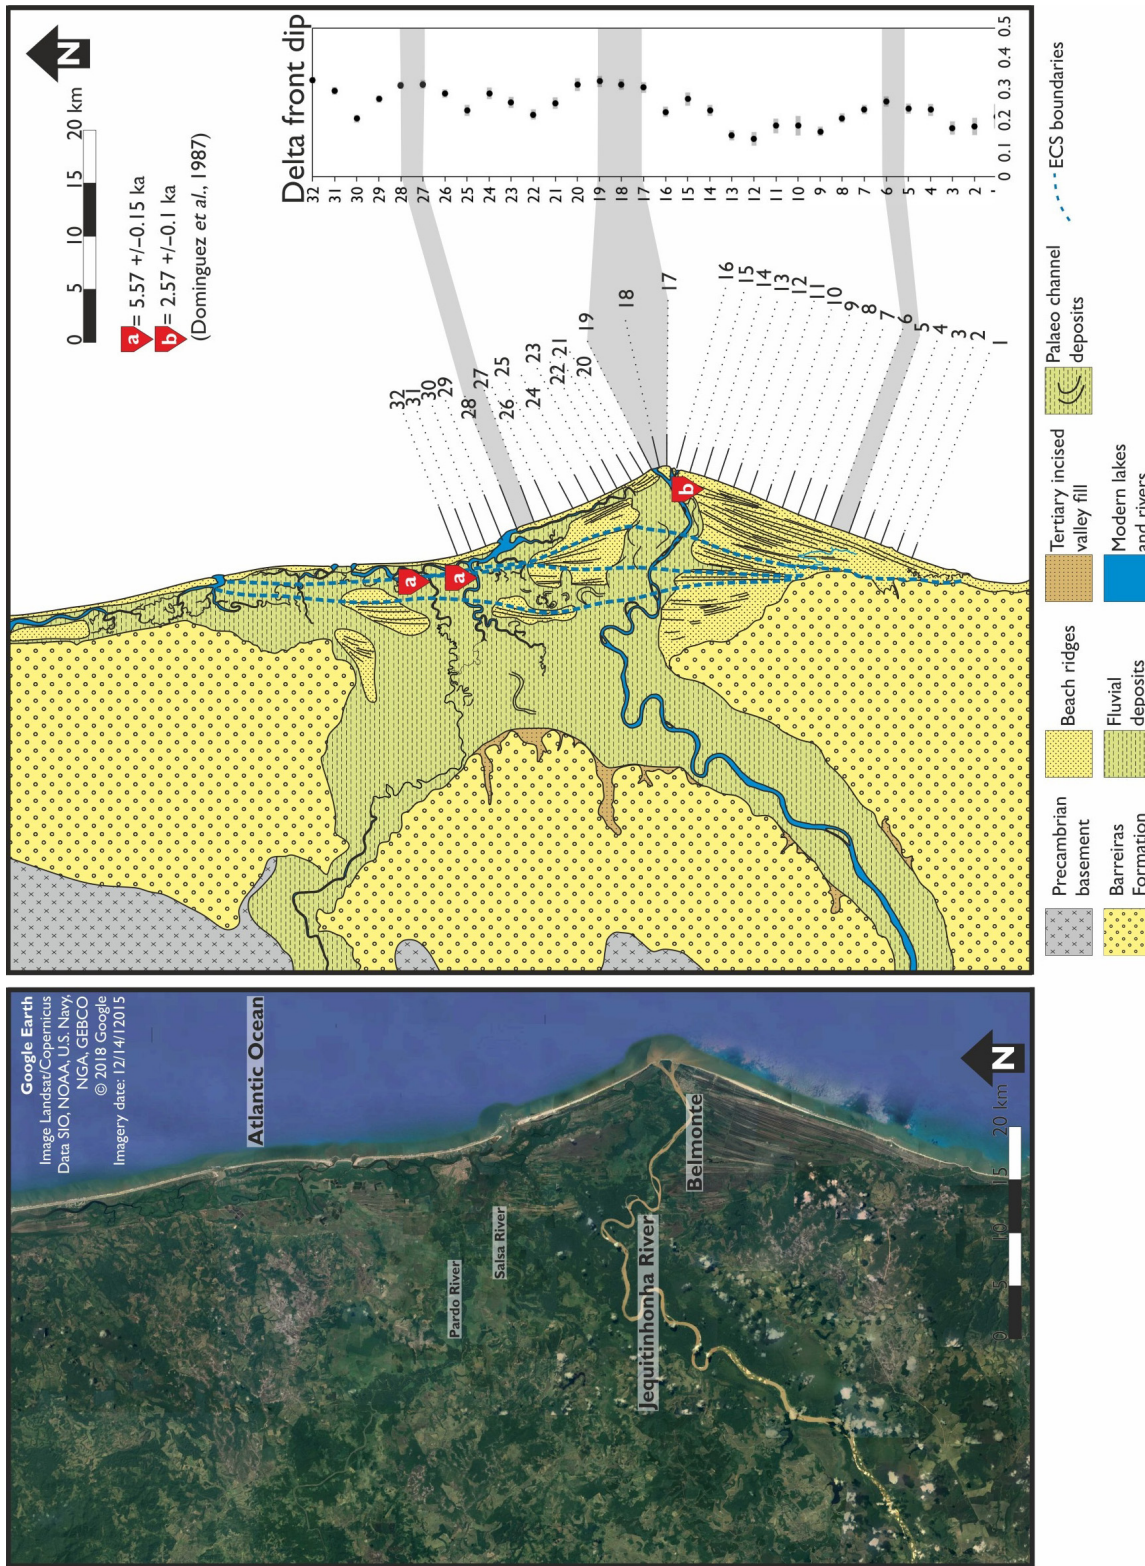 Google Earth
Image Landsat/Copernicus
Data SIO, NOAA, U.S. Navy,
NGA, GEBCO
© 2018 Google
Imagery date: 12/14/12015
Atlantic Ocean
Pardo River
Salsa River
Jequitinhonha River
Belmonte
0 5 10 15 20 km
N
N
0 5 10 15 20 km
a = 5.57 +/−0.15 ka
b = 2.57 +/−0.1 ka
(Dominguez et al., 1987)
a
a
b
32
31
30
29
28
27
26
25
24
23
22
21
20
19
18
17
16
15
14
13
12
11
10
9
8
7
6
5
4
3
2
1
Delta front dip
32
31
30
29
28
27
26
25
24
23
22
21
20
19
18
17
16
15
14
13
12
11
10
9
8
7
6
5
4
3
2
0 0.1 0.2 0.3 0.4 0.5
Precambrian
basement
Barreiras
Formation
Beach ridges
Fluvial
deposits
Tertiary incised
valley fill
Modern lakes
and rivers
Palaeo channel
deposits
ECS boundaries